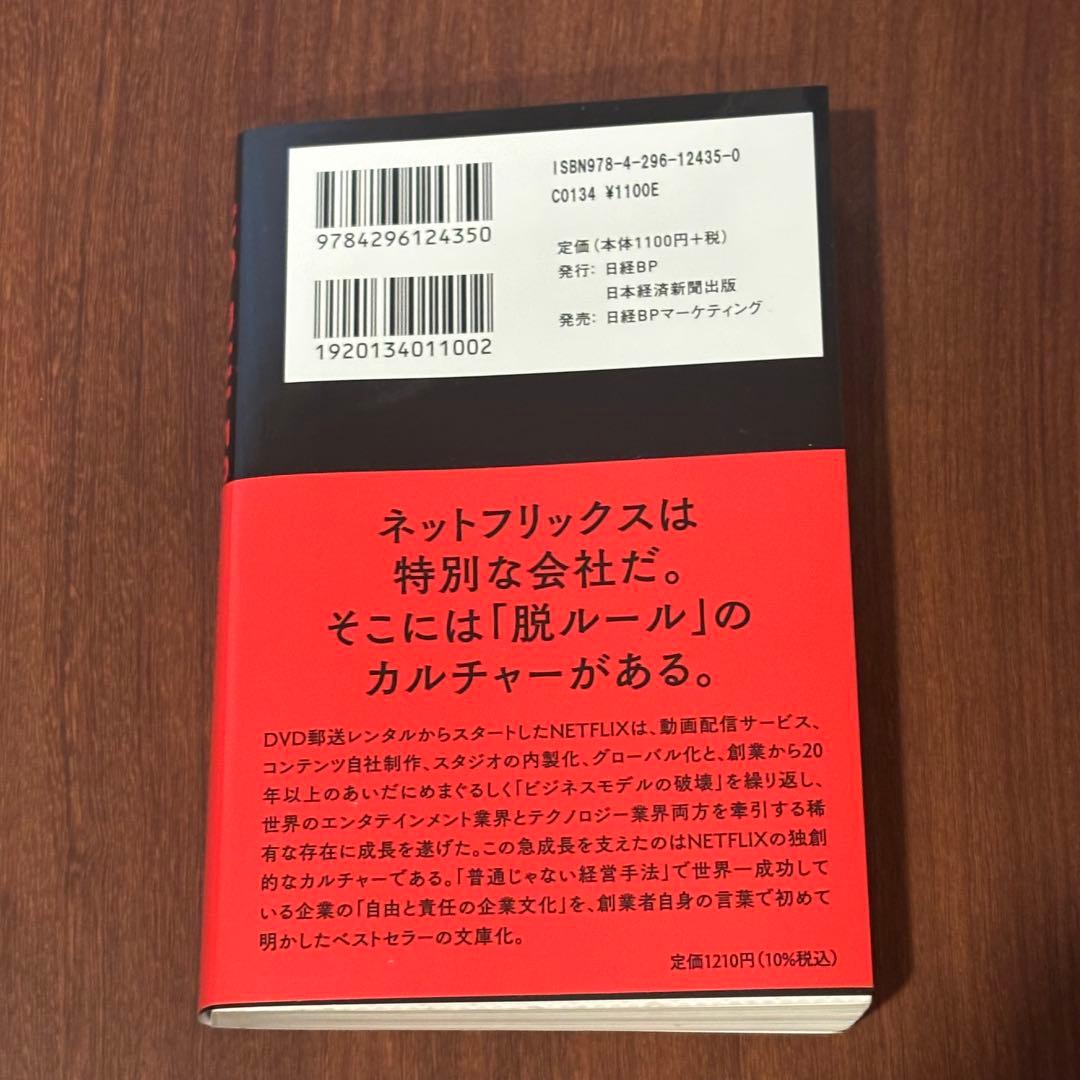 ISBN978-4-296-12435-0
C0134 ¥1100E
9784296124350
定価(本体1100円+税)
発行: 日経BP
日本経済新聞出版
発売: 日経BPマーケティング
1920134011002
ネットフリックスは
特別な会社だ。
そこには「脱ルール」の
カルチャーがある。
DVD郵送レンタルからスタートしたNETFLIXは、動画配信サービス、
コンテンツ自社制作、スタジオの内製化、グローバル化と、創業から20
年以上のあいだにめまぐるしく「ビジネスモデルの破壊」を繰り返し、
世界のエンタテインメント業界とテクノロジー業界両方を牽引する稀
有な存在に成長を遂げた。この急成長を支えたのはNETFLIXの独創
的なカルチャーである。「普通じゃない経営手法」で世界一成功して
いる企業の「自由と責任の企業文化」を、創業者自身の言葉で初めて
明かしたベストセラーの文庫化。
定価1210円(10%税込)